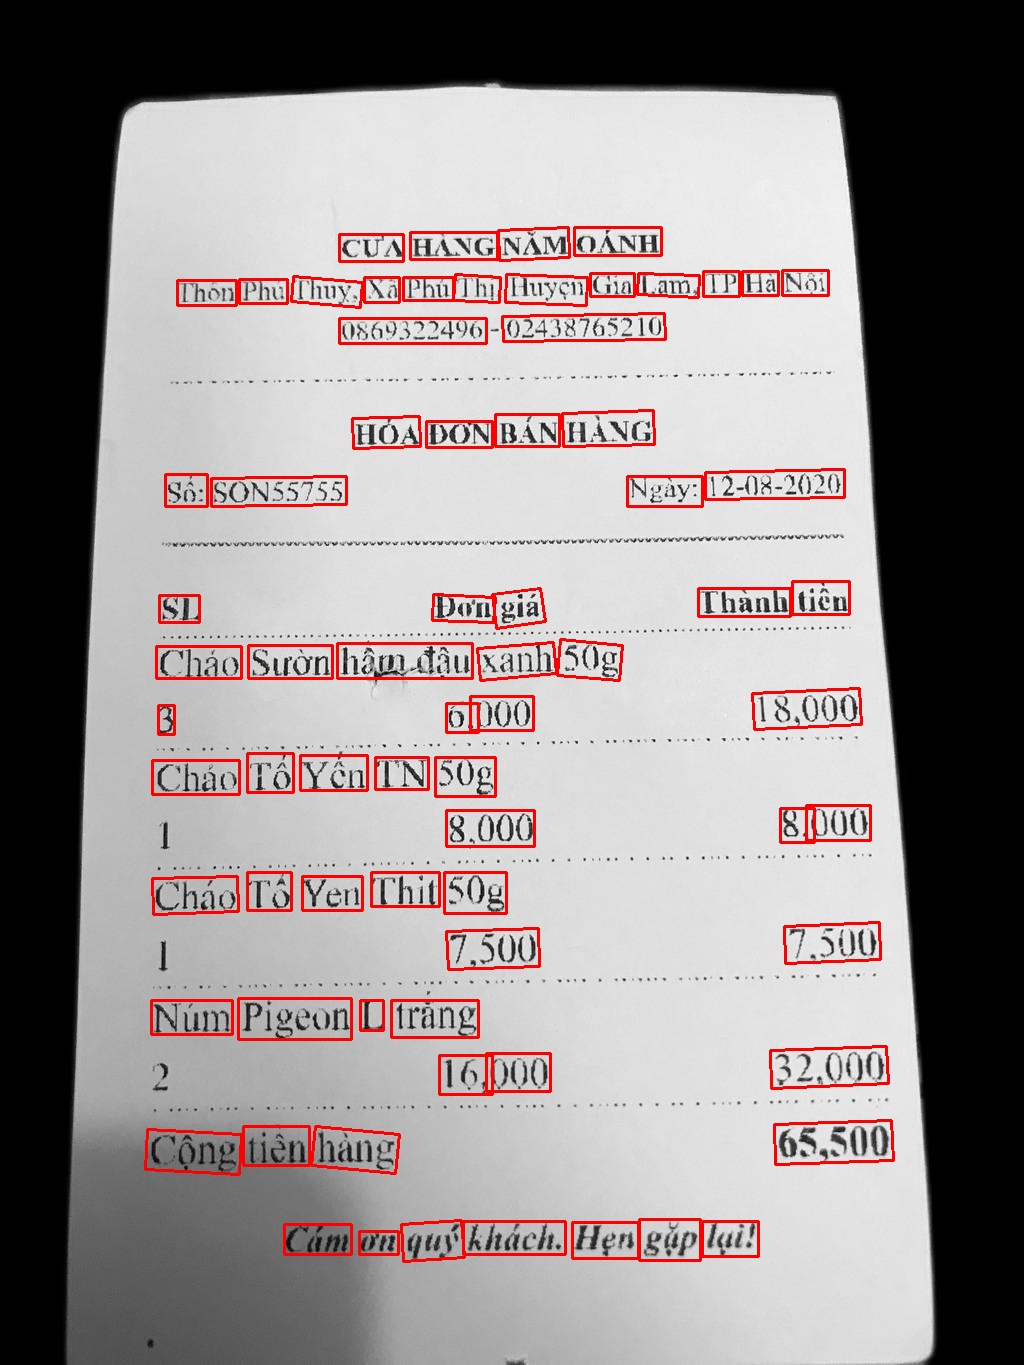 CỬA HÀNG NĂM OÁNH
Thôn Phú Thuy, Xã Phú Thị Huyện Gia Lam, TP Hà Nội
0869322496 - 02438765210
HÓA ĐƠN BÁN HÀNG
Số: SON55755 Ngày: 12-08-2020
SL Đơn giá Thành tiền
Cháo Sườn hầm đậu xanh 50g
3 6,000 18,000
Cháo Tổ Yến TN 50g
1 8,000 8,000
Cháo Tổ Yen Thit 50g
1 7,500 7,500
Núm Pigeon L trắng
2 16,000 32,000
Cộng tiền hàng 65,500
Cám ơn quý khách. Hẹn gặp lại!